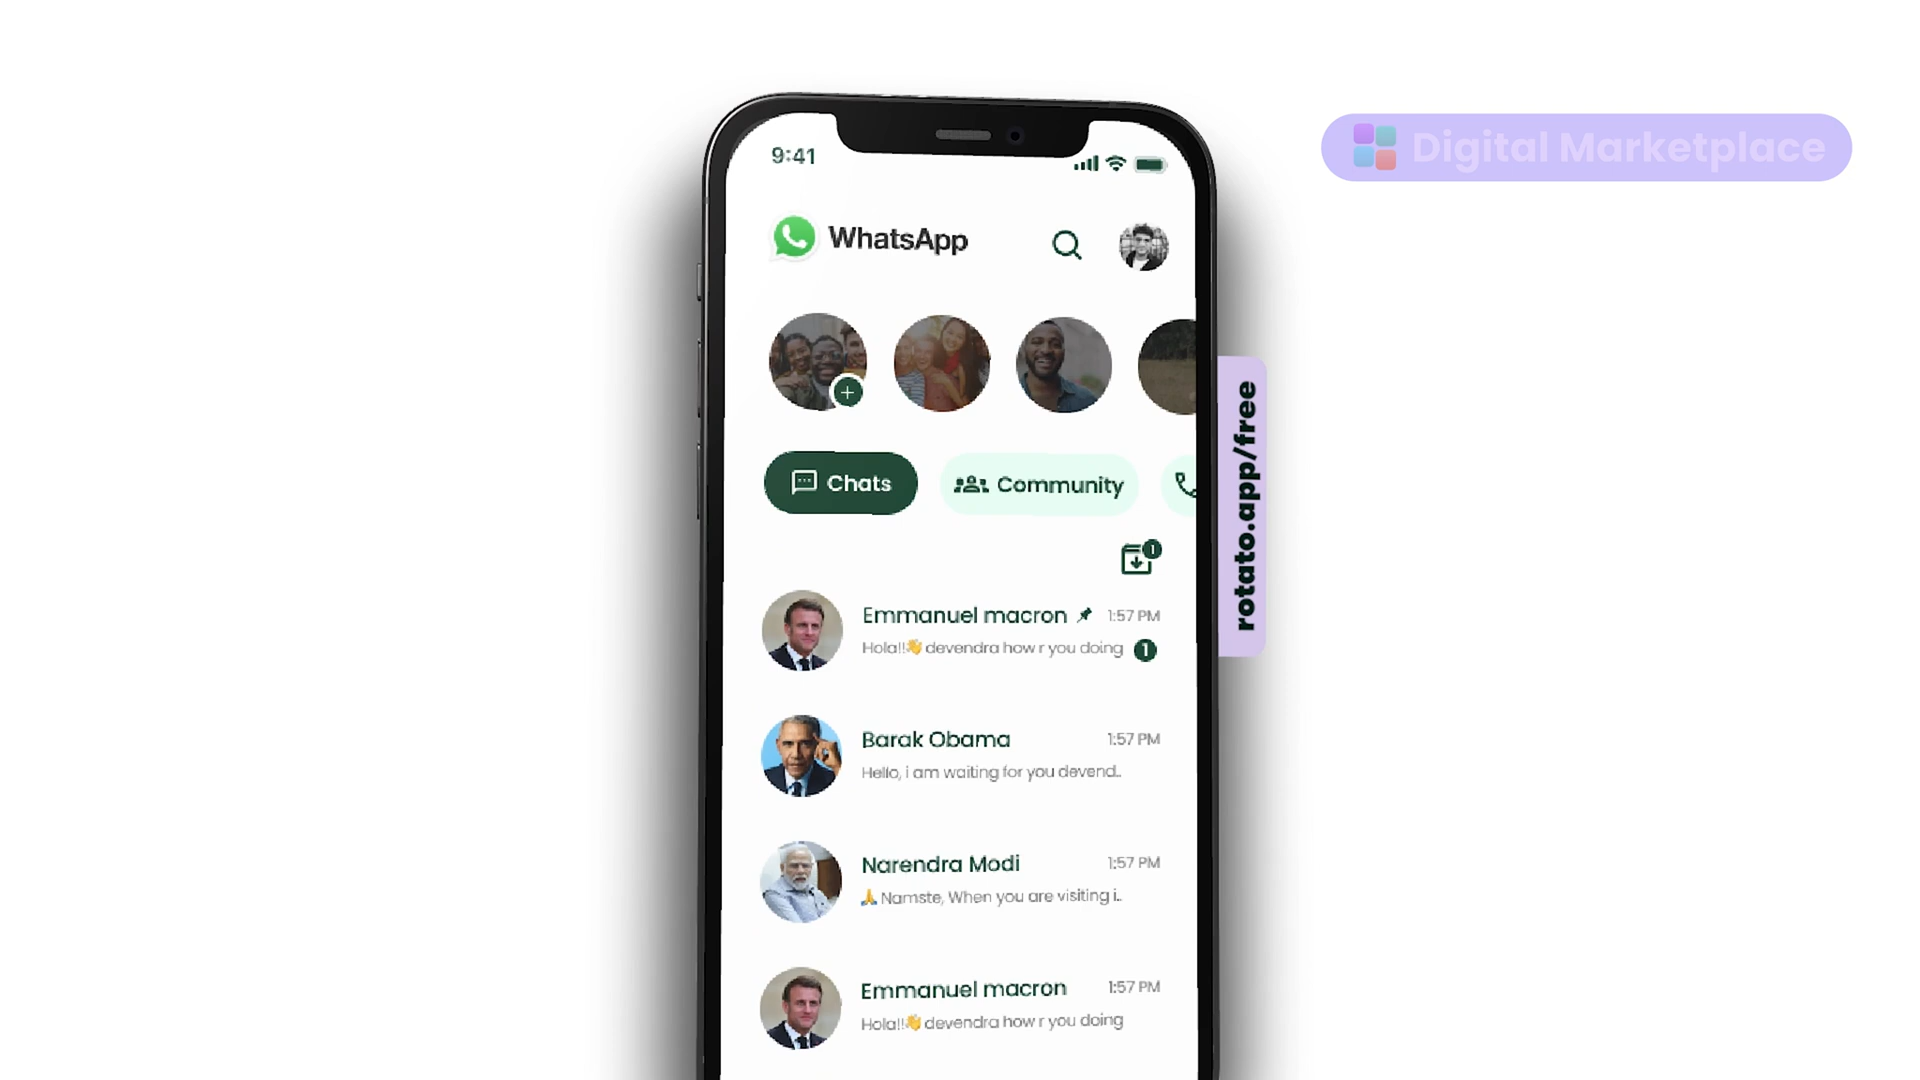 9:41
Digital Marketplace
WhatsApp
Chats
Community
1
rotato.app/free
Emmanuel macron 1:57 PM
Hola!!👋 devendra how r you doing 1
Barak Obama 1:57 PM
Hello, i am waiting for you devend..
Narendra Modi 1:57 PM
🙏 Namste, When you are visiting i..
Emmanuel macron 1:57 PM
Hola!!👋 devendra how r you doing